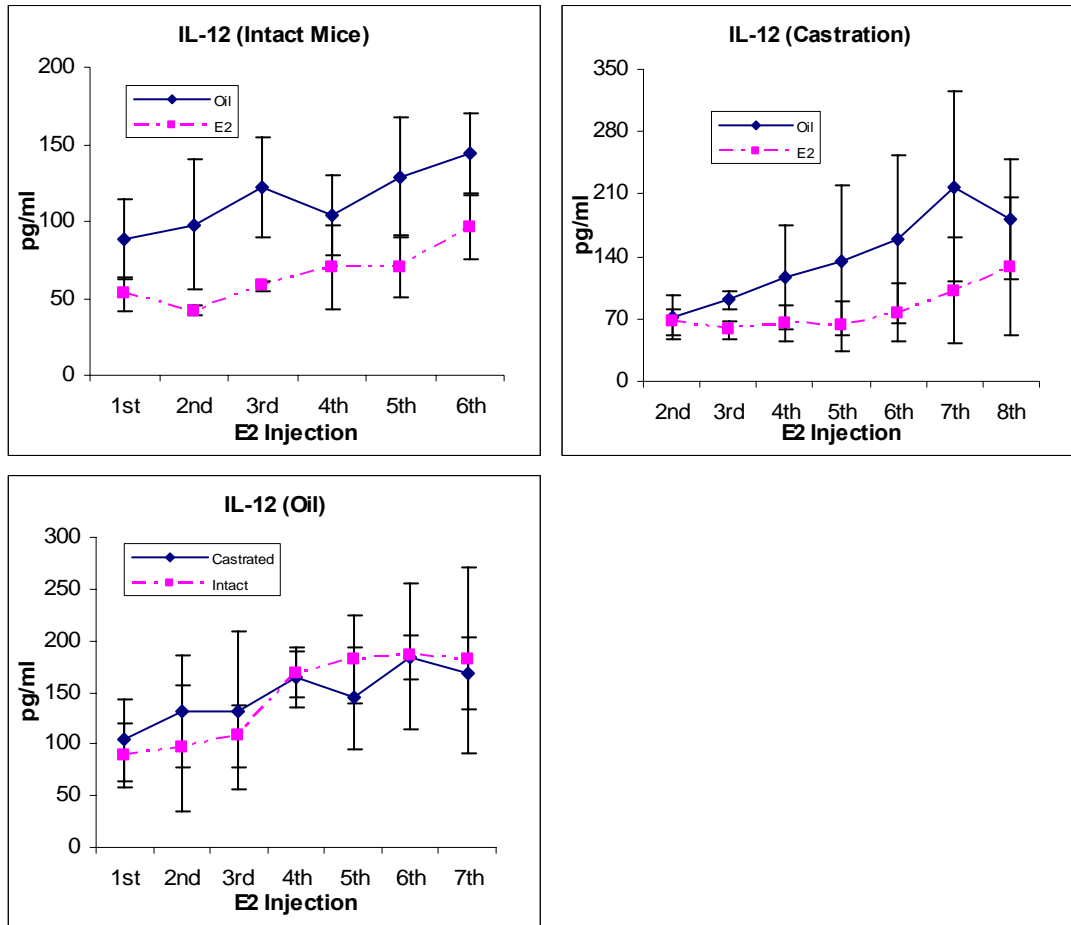 IL-12 (Intact Mice)
200
150
100
50
0
pg/ml
Oil
E2
1st 2nd 3rd 4th 5th 6th
E2 Injection
IL-12 (Castration)
350
280
210
140
70
0
pg/ml
Oil
E2
2nd 3rd 4th 5th 6th 7th 8th
E2 Injection
IL-12 (Oil)
300
250
200
150
100
50
0
pg/ml
Castrated
Intact
1st 2nd 3rd 4th 5th 6th 7th
E2 Injection